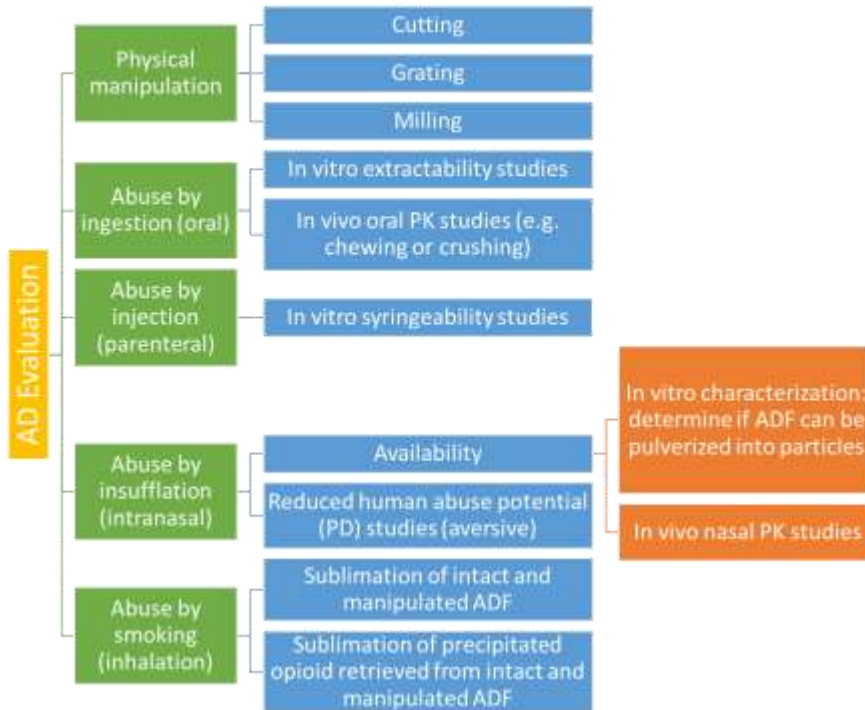 AD Evaluation
Physical
manipulation
Cutting
Grating
Milling
Abuse by
ingestion (oral)
In vitro extractability studies
In vivo oral PK studies (e.g.
chewing or crushing)
Abuse by
injection
(parenteral)
In vitro syringeability studies
Abuse by
insufflation
(intranasal)
Availability
In vitro characterization:
determine if ADF can be
pulverized into particles
In vivo nasal PK studies
Reduced human abuse potential
(PD) studies (aversive)
Abuse by
smoking
(inhalation)
Sublimation of intact and
manipulated ADF
Sublimation of precipitated
opioid retrieved from intact and
manipulated ADF